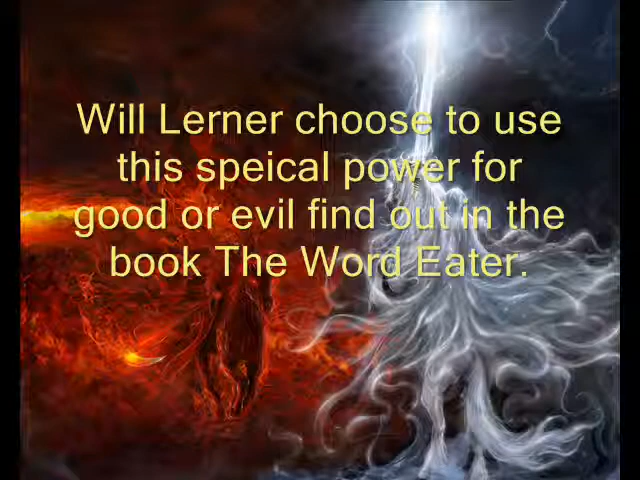 Will Lerner choose to use
this speical power for
good or evil find out in the
book The Word Eater.